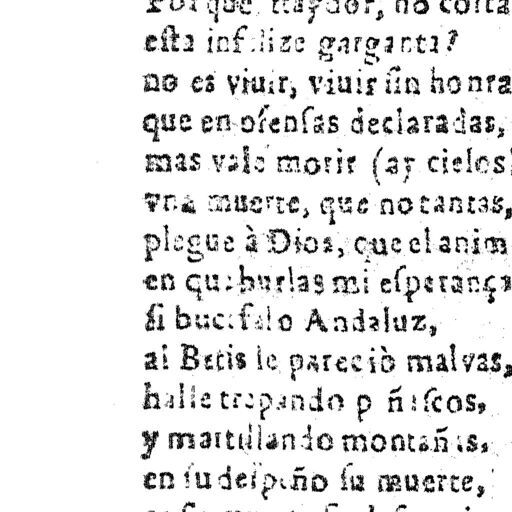 Porque traydor, no corta
esta infelize garganta?
no es viuir, viuir ſin honra
que en ofenſas declaradas,
mas vale morir (ay cielos
vna muerte, que no tantas,
plegue à Dios, que el anim
en que burlas mi eſperança
ſi bucefalo Andaluz,
al Betis le pareciò malvas,
halle trepando peñaſcos,
y martillando montañas,
en ſu deſpeño ſu muerte,